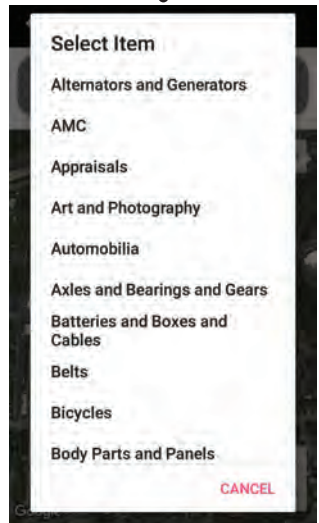 Select Item
Alternators and Generators
AMC
Appraisals
Art and Photography
Automobilia
Axles and Bearings and Gears
Batteries and Boxes and
Cables
Belts
Bicycles
Body Parts and Panels
CANCEL
Google